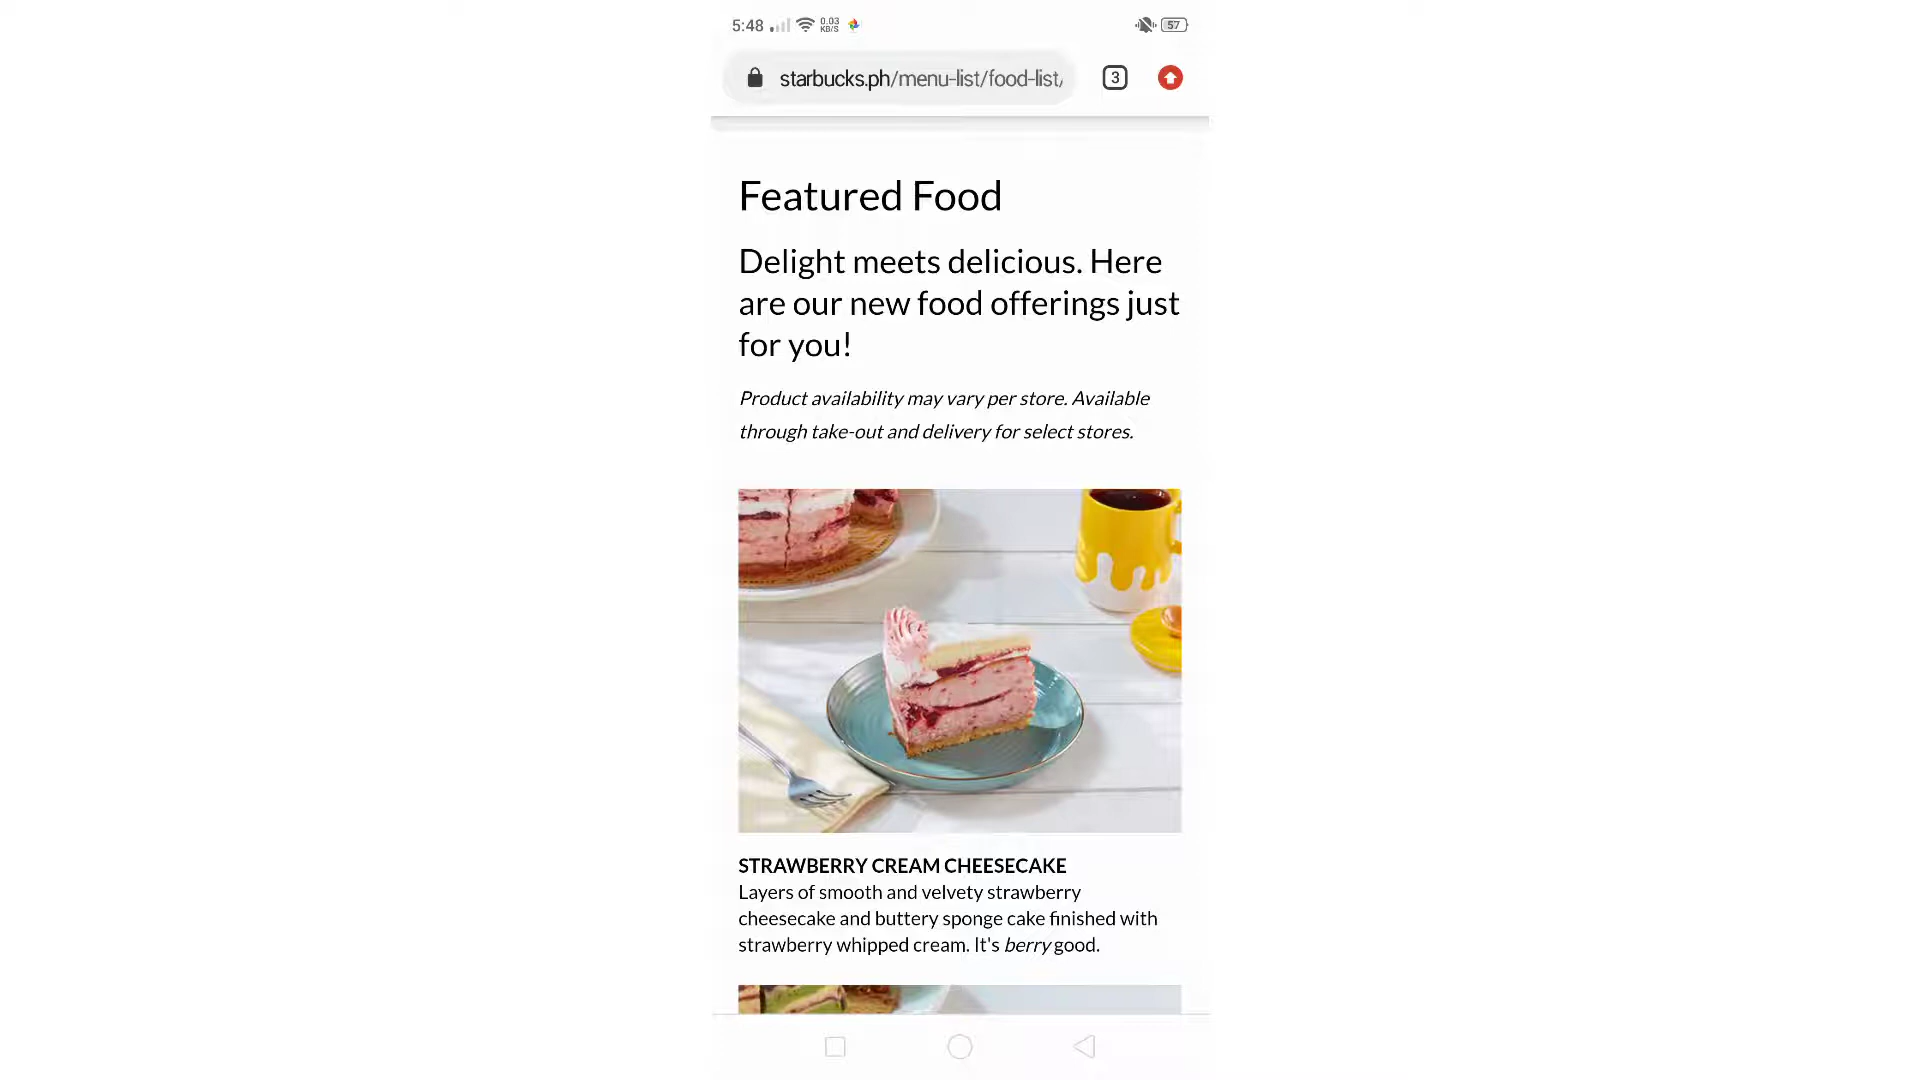 5:48 0.03 KB/S 57
starbucks.ph/menu-list/food-list/ 3
Featured Food
Delight meets delicious. Here
are our new food offerings just
for you!
Product availability may vary per store. Available
through take-out and delivery for select stores.
STRAWBERRY CREAM CHEESECAKE
Layers of smooth and velvety strawberry
cheesecake and buttery sponge cake finished with
strawberry whipped cream. It's berry good.